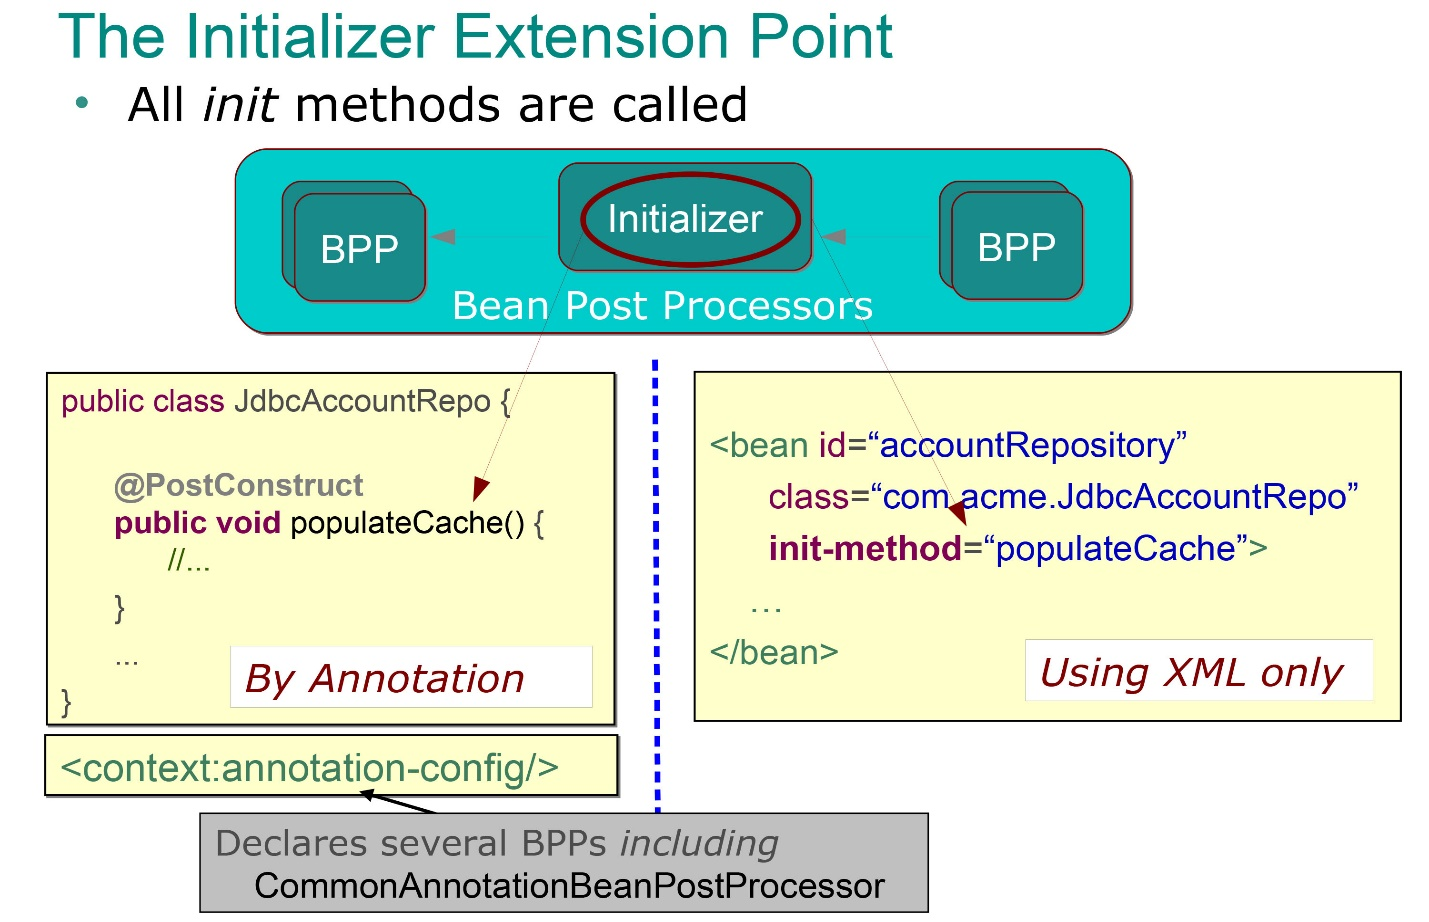 The Initializer Extension Point
• All init methods are called
BPP
Initializer
BPP
Bean Post Processors
public class JdbcAccountRepo {
@PostConstruct
public void populateCache() {
//...
}
...
}
By Annotation
<context:annotation-config/>
<bean id=“accountRepository”
class=“com.acme.JdbcAccountRepo”
init-method=“populateCache”>
…
</bean>
Using XML only
Declares several BPPs including
CommonAnnotationBeanPostProcessor